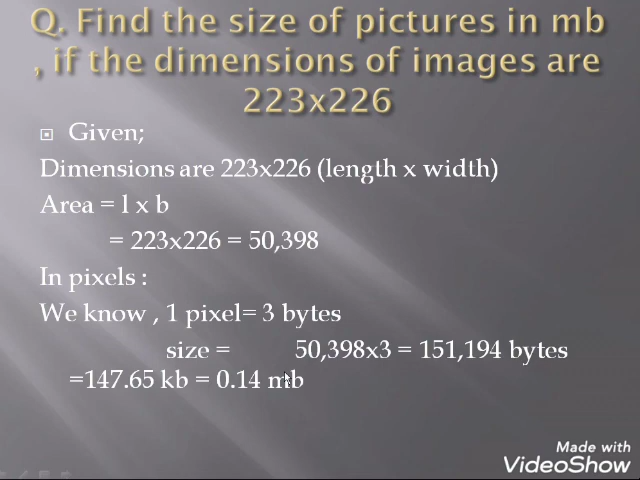 Q. Find the size of pictures in mb
, if the dimensions of images are
223x226
Given;
Dimensions are 223x226 (length x width)
Area = l x b
= 223x226 = 50,398
In pixels :
We know , 1 pixel= 3 bytes
size = 50,398x3 = 151,194 bytes
=147.65 kb = 0.14 mb
Made with
VideoShow